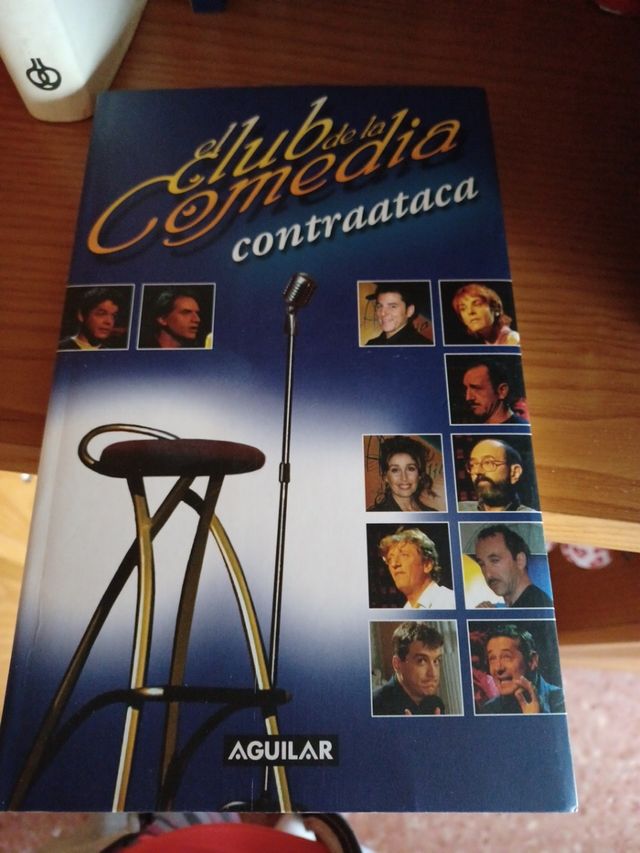 el Club de la
Comedia
contraataca
AGUILAR